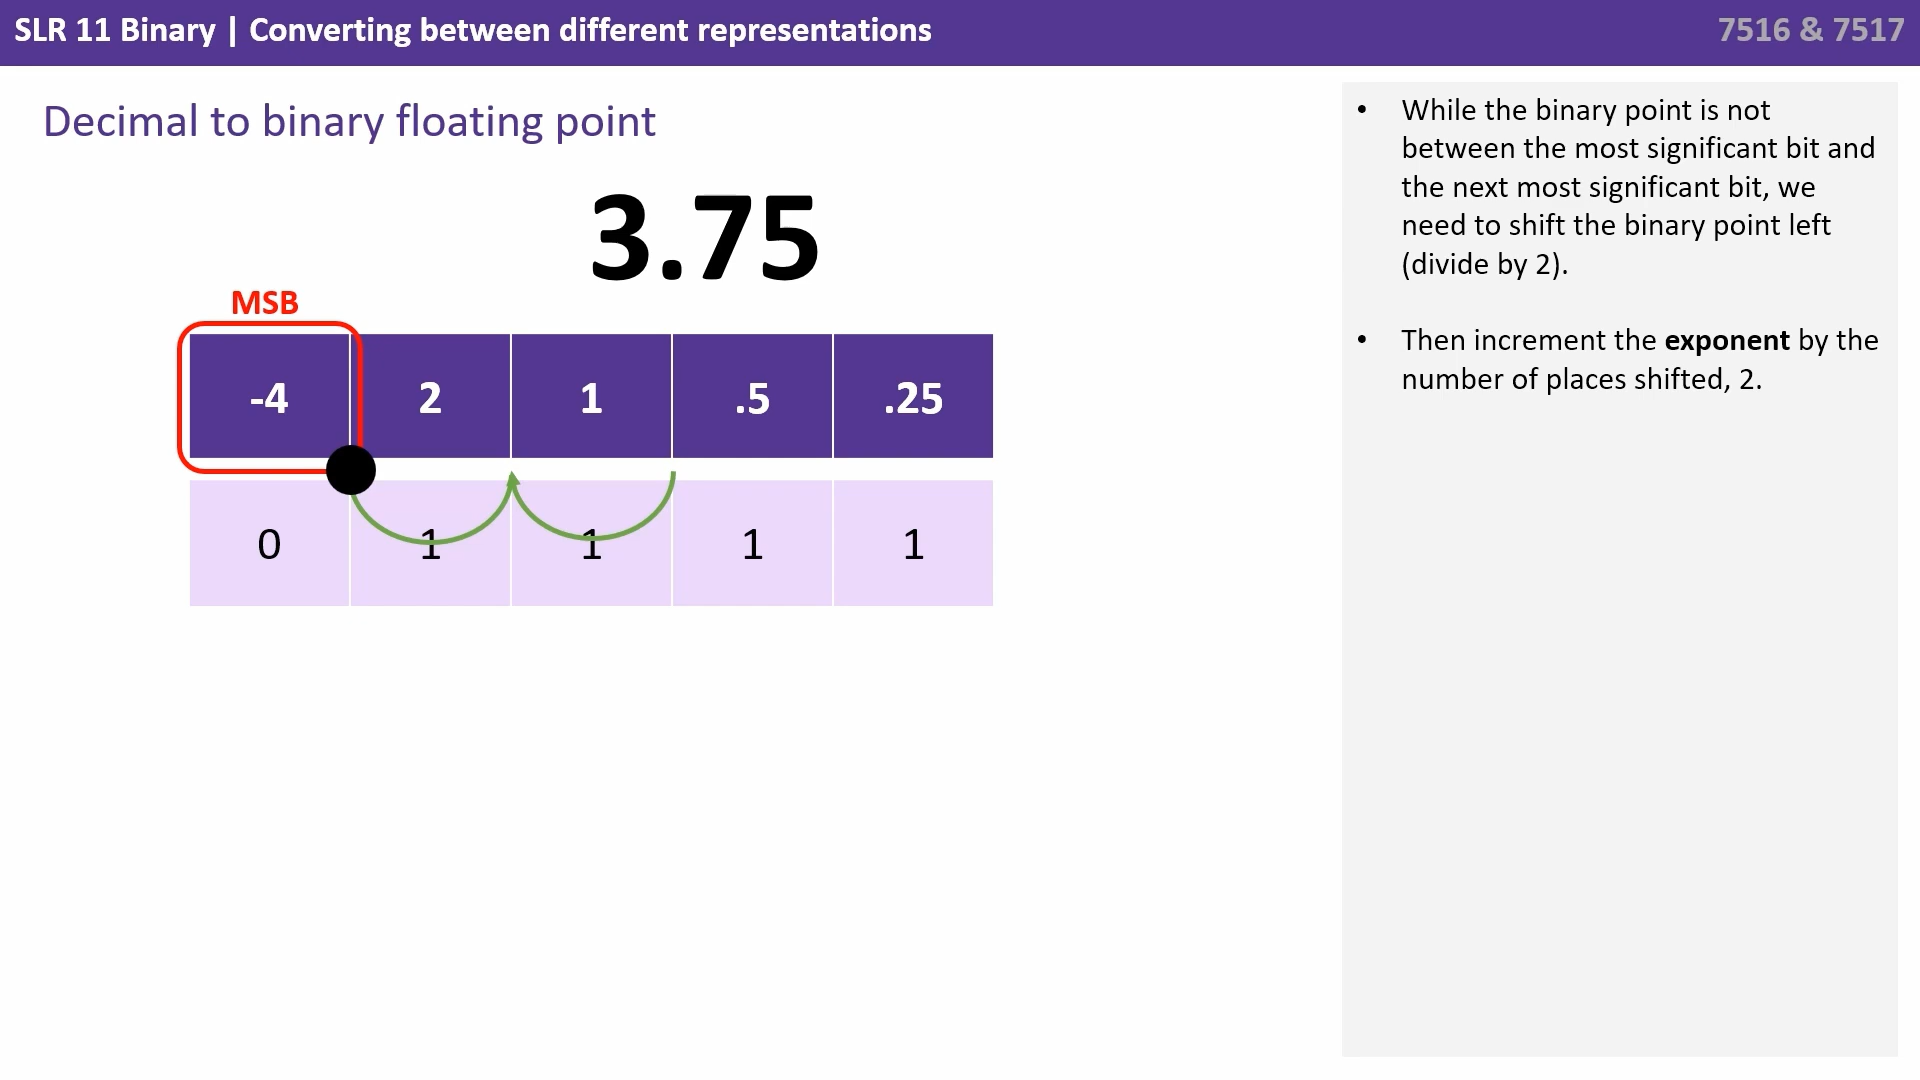 SLR 11 Binary | Converting between different representations
7516 & 7517
Decimal to binary floating point
3.75
MSB
-4 2 1 .5 .25
0 1 1 1 1
• While the binary point is not
between the most significant bit and
the next most significant bit, we
need to shift the binary point left
(divide by 2).
• Then increment the exponent by the
number of places shifted, 2.